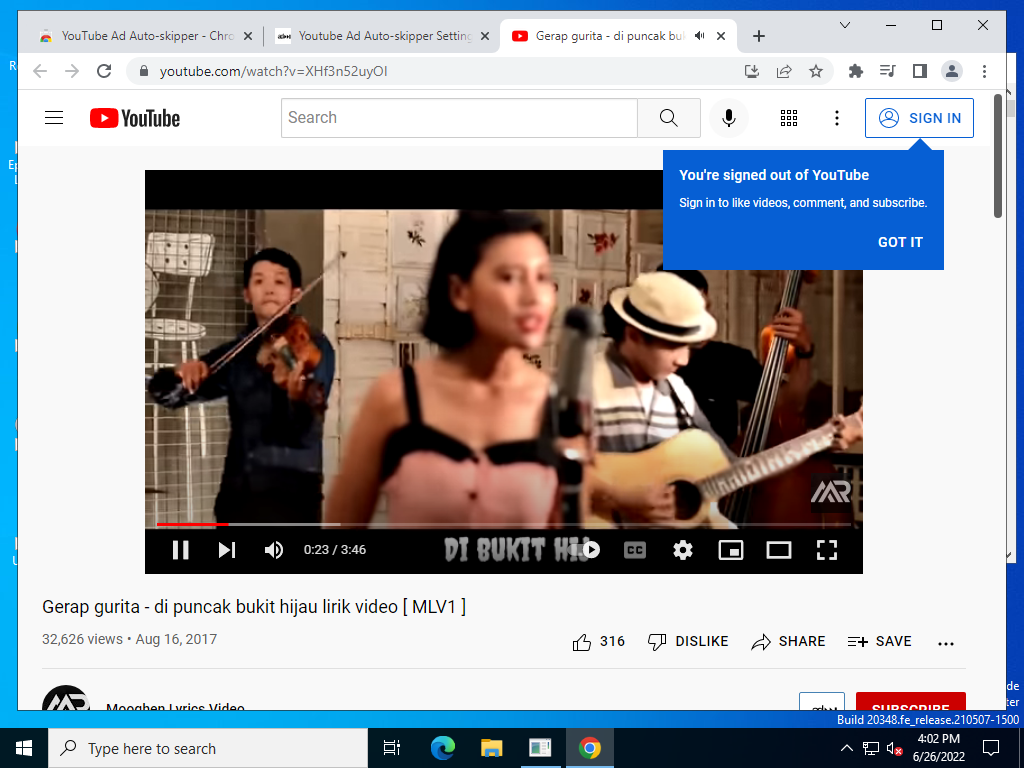 YouTube Ad Auto-skipper - Chro
Youtube Ad Auto-skipper Setting
Gerap gurita - di puncak buk
youtube.com/watch?v=XHf3n52uyOI
YouTube
Search
SIGN IN
You're signed out of YouTube
Sign in to like videos, comment, and subscribe.
GOT IT
MR
0:23 / 3:46
DI BUKIT HIJ
CC
Gerap gurita - di puncak bukit hijau lirik video [ MLV1 ]
32,626 views • Aug 16, 2017
316
DISLIKE
SHARE
SAVE
Mooghen Lyrics Video
SUBSCRIBE
Build 20348.fe_release.210507-1500
Type here to search
4:02 PM
6/26/2022